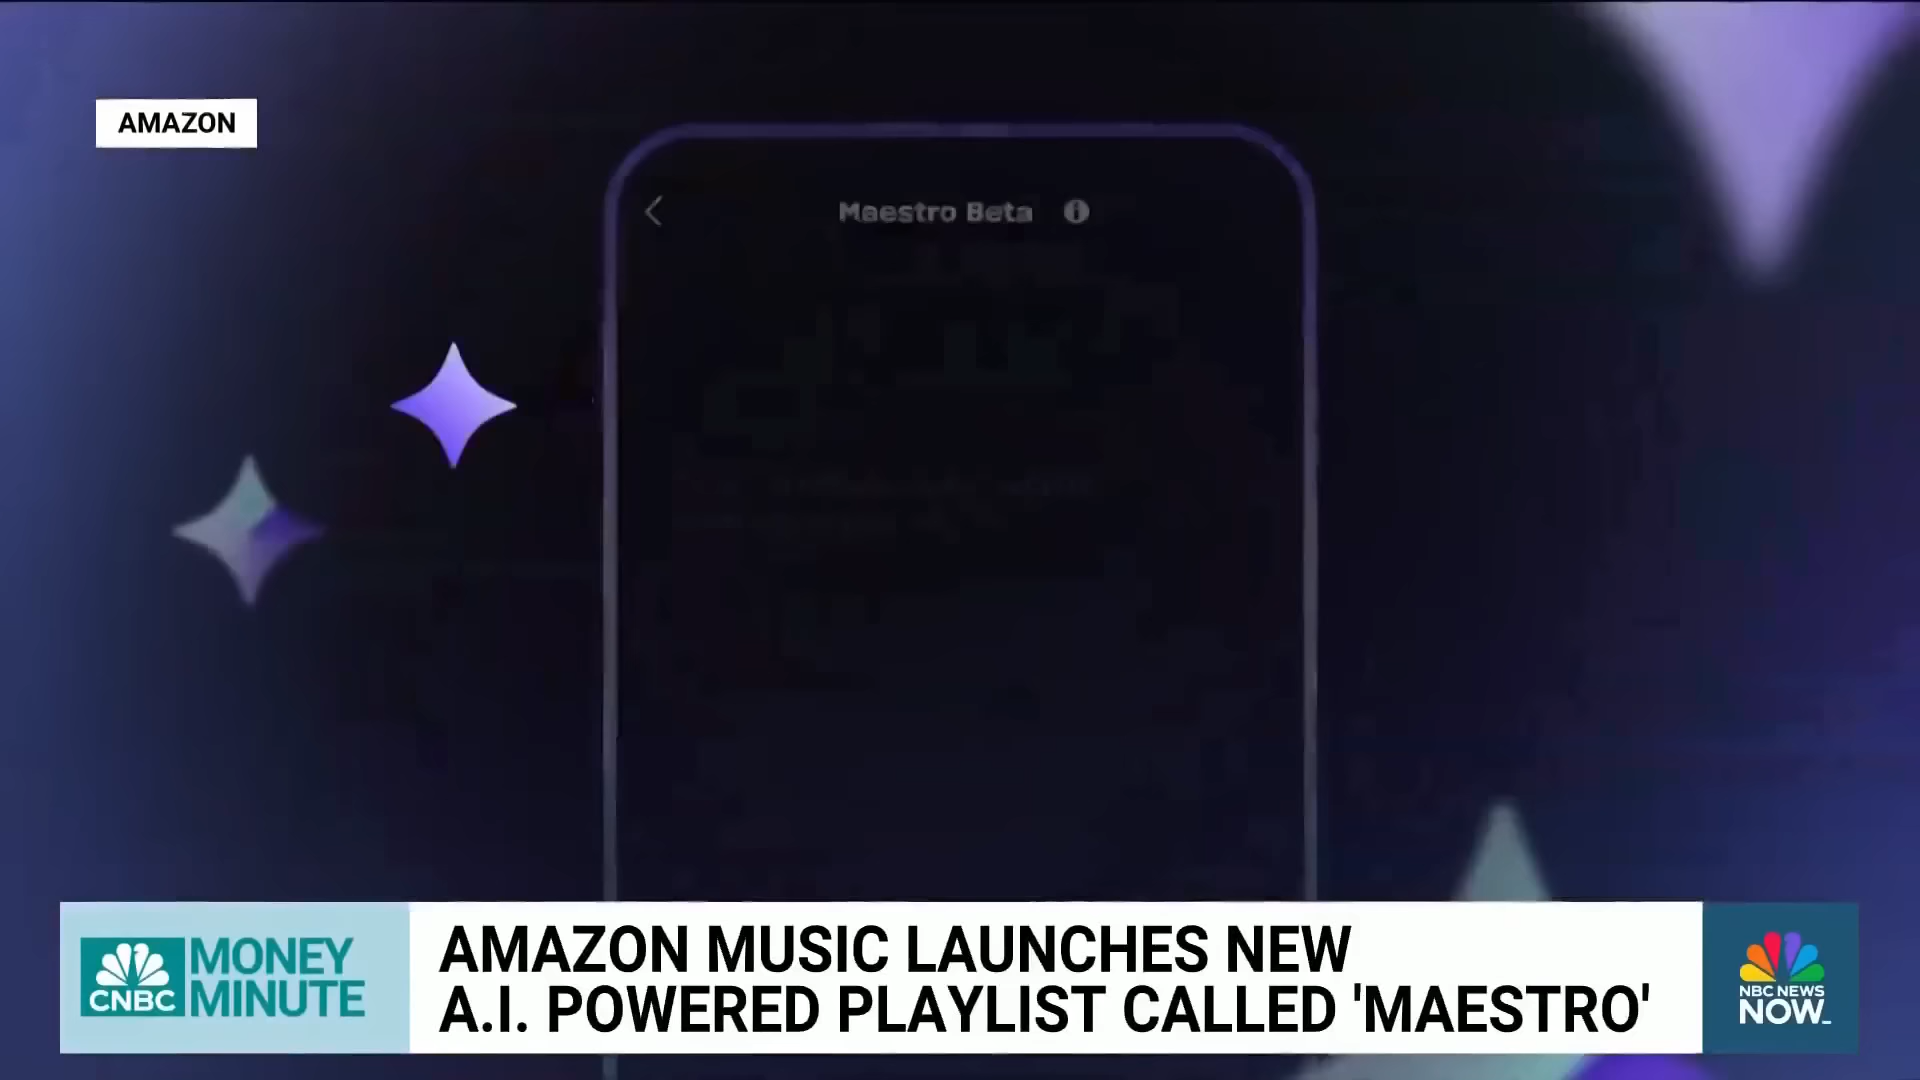 AMAZON
Maestro Beta
CNBC
MONEY
MINUTE
AMAZON MUSIC LAUNCHES NEW
A.I. POWERED PLAYLIST CALLED 'MAESTRO'
NBC NEWS
NOW